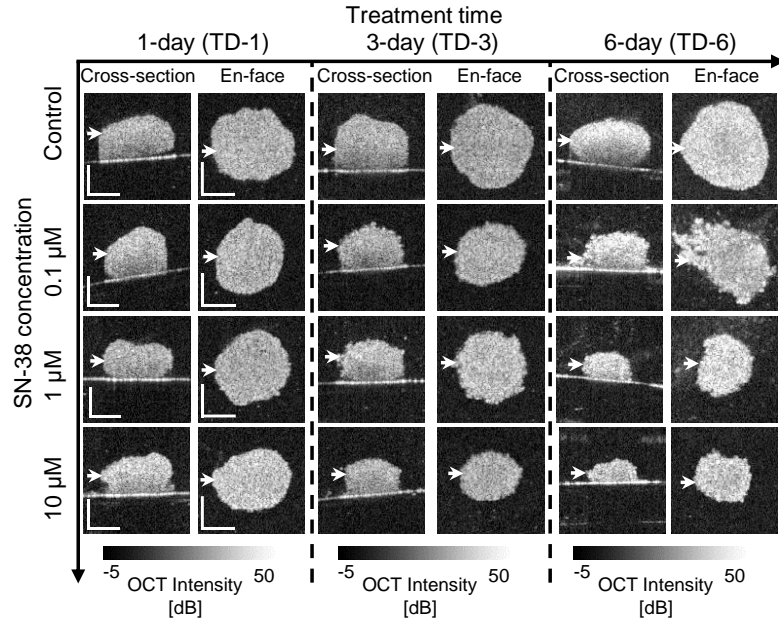 Treatment time
1-day (TD-1) 3-day (TD-3) 6-day (TD-6)
Cross-section En-face Cross-section En-face Cross-section En-face
SN-38 concentration
Control
0.1 μM
1 μM
10 μM
-5 50 -5 50 -5 50
OCT Intensity OCT Intensity OCT Intensity
[dB] [dB] [dB]